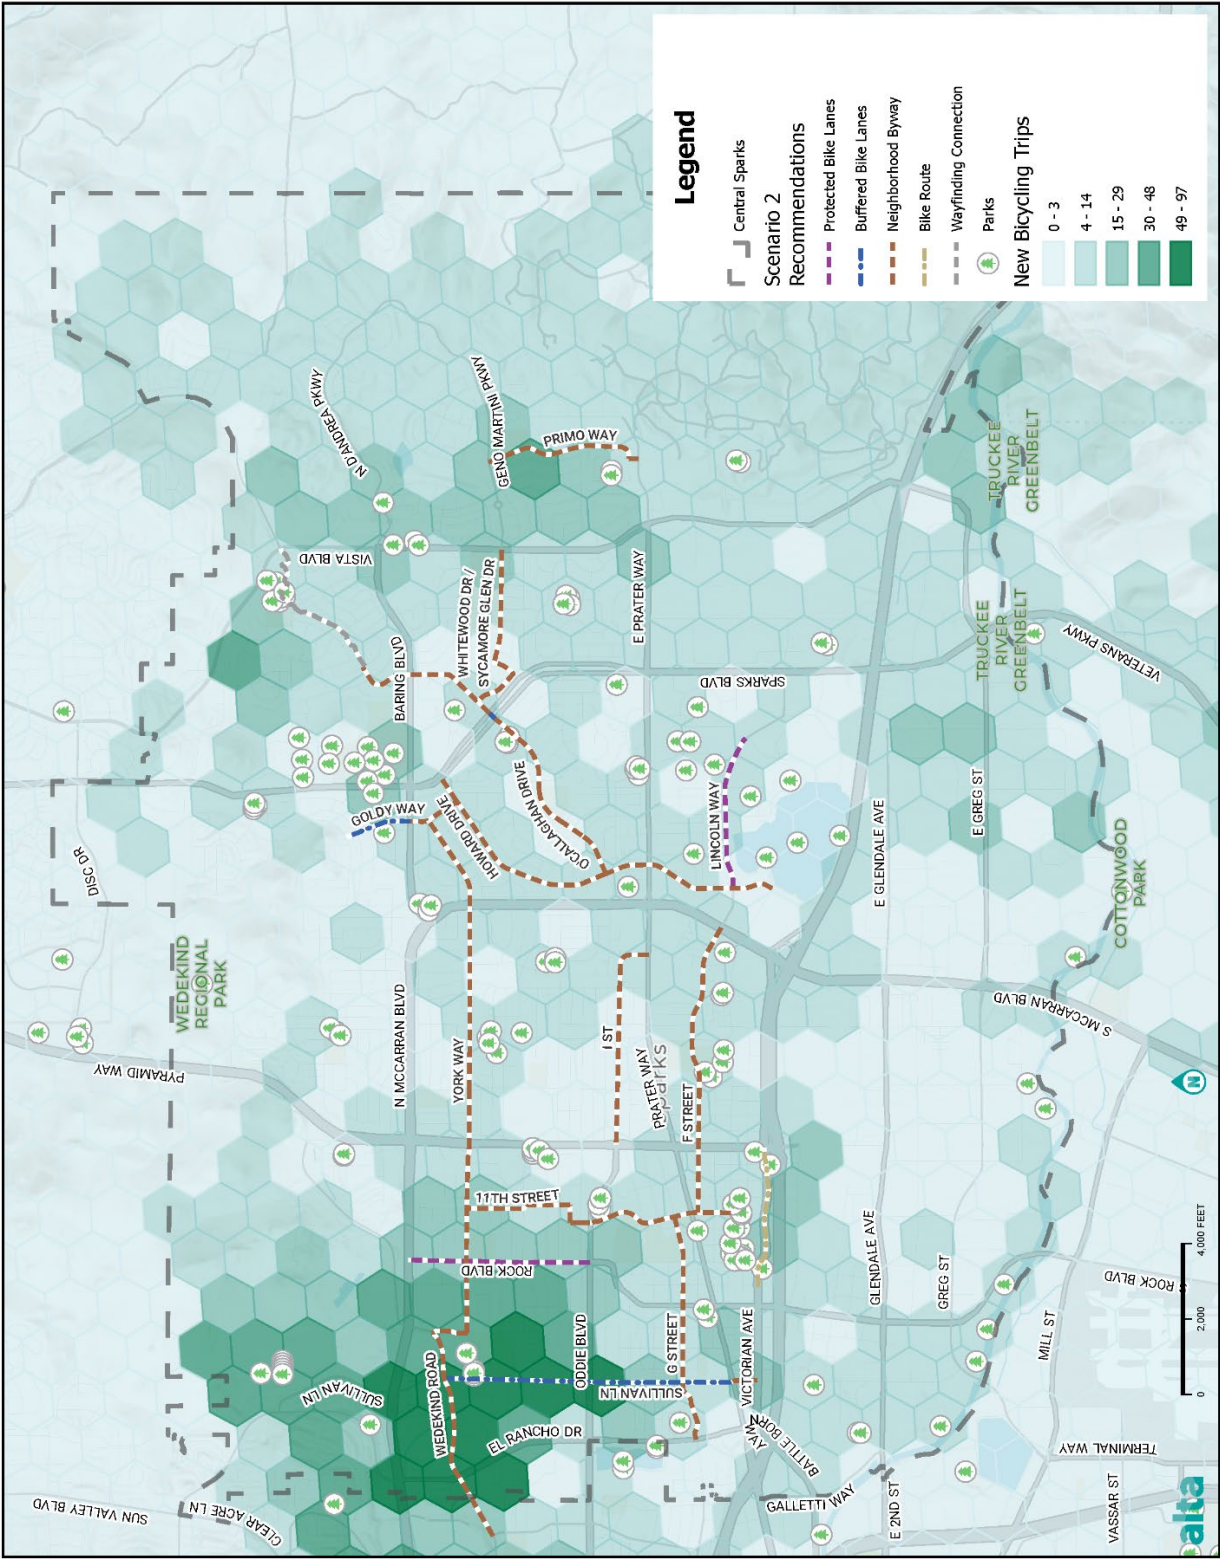 Legend
Central Sparks
Scenario 2
Recommendations
Protected Bike Lanes
Buffered Bike Lanes
Neighborhood Byway
Bike Route
Wayfinding Connection
Parks
New Bicycling Trips
0 - 3
4 - 14
15 - 29
30 - 48
49 - 97
N D'ANDREA PKWY
GENO MARTINI PKWY
PRIMO WAY
VISTA BLVD
WHITEWOOD DR /
SYCAMORE GLEN DR
E PRATER WAY
BARING BLVD
SPARKS BLVD
TRUCKEE
RIVER
GREENBELT
TRUCKEE
RIVER
GREENBELT
VETERANS PKWY
DISC DR
GOLDY WAY
HOWARD DRIVE
O'CALLAGHAN DRIVE
LINCOLN WAY
E GLENDALE AVE
E GREG ST
COTTONWOOD
PARK
WEDEKIND
REGIONAL
PARK
PYRAMID WAY
N MCCARRAN BLVD
YORK WAY
I ST
PRATER WAY
parks
F STREET
S MCCARRAN BLVD
N
11TH STREET
ROCK BLVD
GLENDALE AVE
GREG ST
ROCK BLVD
MILL ST
SULLIVAN LN
WEDEKIND ROAD
ODDIE BLVD
EL RANCHO DR
SULLIVAN LN
G STREET
VICTORIAN AVE
BATTLE BORN
WAY
GALLETTI WAY
E 2ND ST
TERMINAL WAY
VASSAR ST
SUN VALLEY BLVD
CLEAR ACRE LN
0
2,000
4,000 FEET
alta